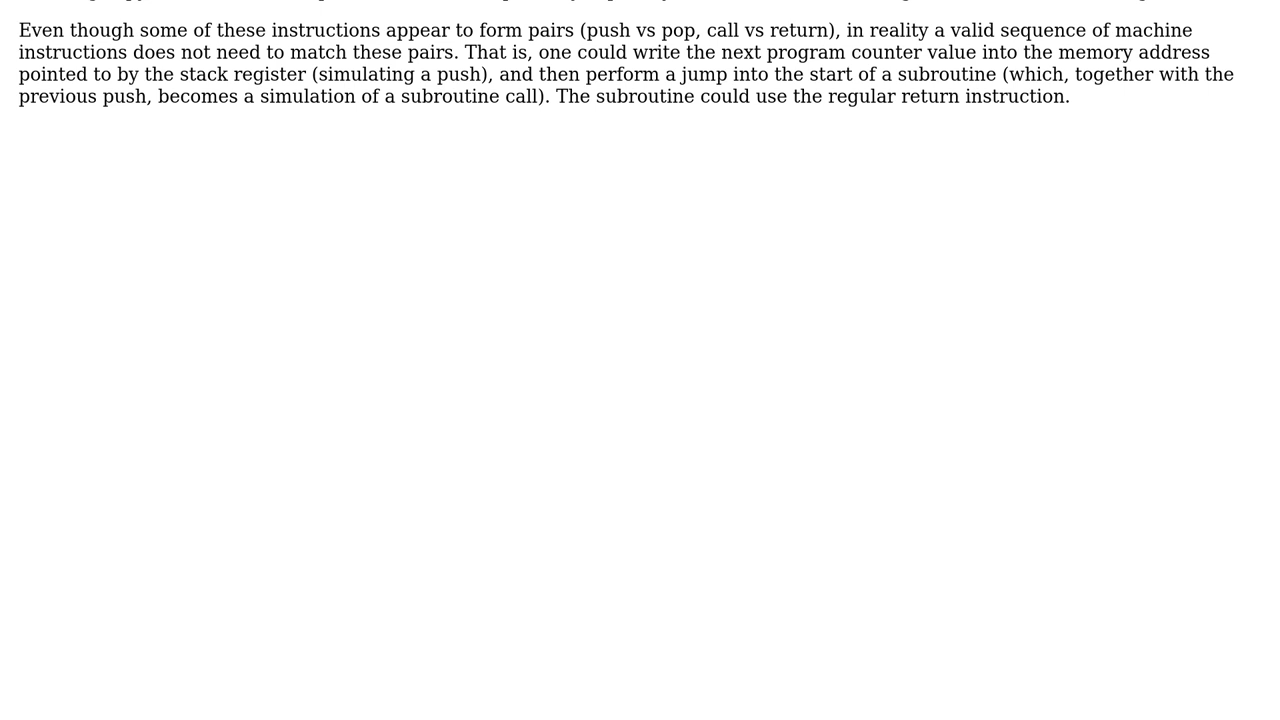 Even though some of these instructions appear to form pairs (push vs pop, call vs return), in reality a valid sequence of machine
instructions does not need to match these pairs. That is, one could write the next program counter value into the memory address
pointed to by the stack register (simulating a push), and then perform a jump into the start of a subroutine (which, together with the
previous push, becomes a simulation of a subroutine call). The subroutine could use the regular return instruction.